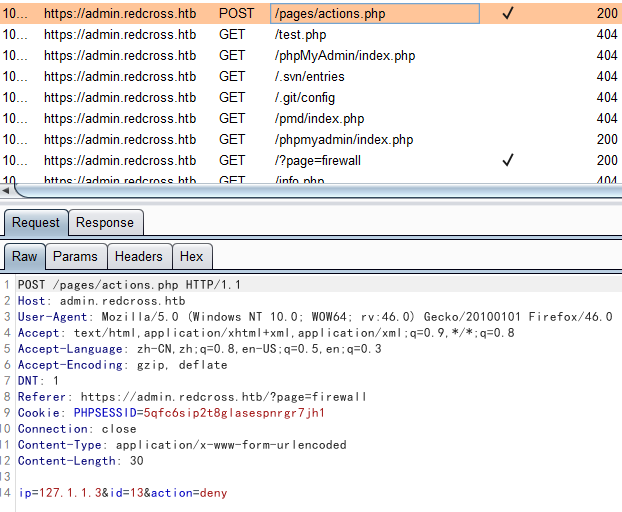 10... https://admin.redcross.htb POST /pages/actions.php ✓ 200
10... https://admin.redcross.htb GET /test.php 404
10... https://admin.redcross.htb GET /phpMyAdmin/index.php 404
10... https://admin.redcross.htb GET /.svn/entries 404
10... https://admin.redcross.htb GET /.git/config 404
10... https://admin.redcross.htb GET /pmd/index.php 404
10... https://admin.redcross.htb GET /phpmyadmin/index.php 200
10... https://admin.redcross.htb GET /?page=firewall ✓ 200
10... https://admin.redcross.htb GET /info.php 404
Request Response
Raw Params Headers Hex
1 POST /pages/actions.php HTTP/1.1
2 Host: admin.redcross.htb
3 User-Agent: Mozilla/5.0 (Windows NT 10.0; WOW64; rv:46.0) Gecko/20100101 Firefox/46.0
4 Accept: text/html,application/xhtml+xml,application/xml;q=0.9,*/*;q=0.8
5 Accept-Language: zh-CN,zh;q=0.8,en-US;q=0.5,en;q=0.3
6 Accept-Encoding: gzip, deflate
7 DNT: 1
8 Referer: https://admin.redcross.htb/?page=firewall
9 Cookie: PHPSESSID=5qfc6sip2t8glasespnrgr7jh1
10 Connection: close
11 Content-Type: application/x-www-form-urlencoded
12 Content-Length: 30
13
14 ip=127.1.1.3&id=13&action=deny